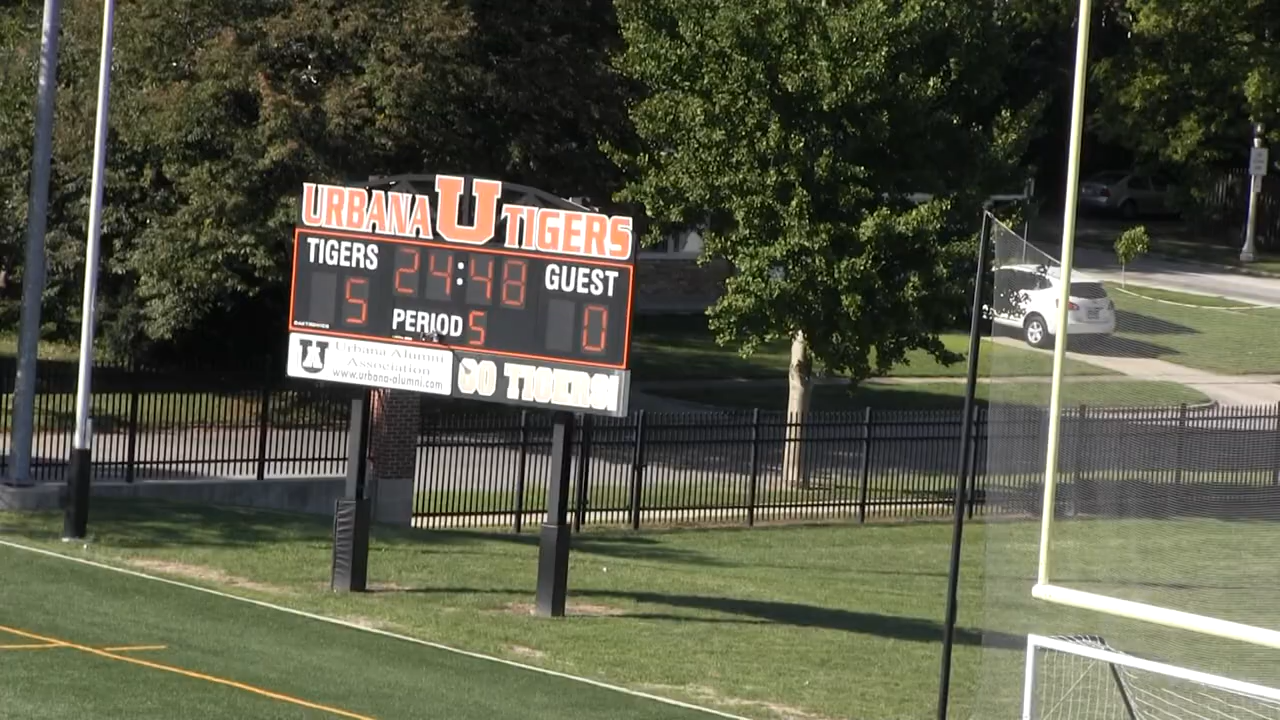 URBANA U TIGERS
TIGERS 24:48 GUEST
5 PERIOD 5 0
DAKTRONICS
U Urbana Alumni
Association
www.urbana-alumni.com
GO TIGERS!